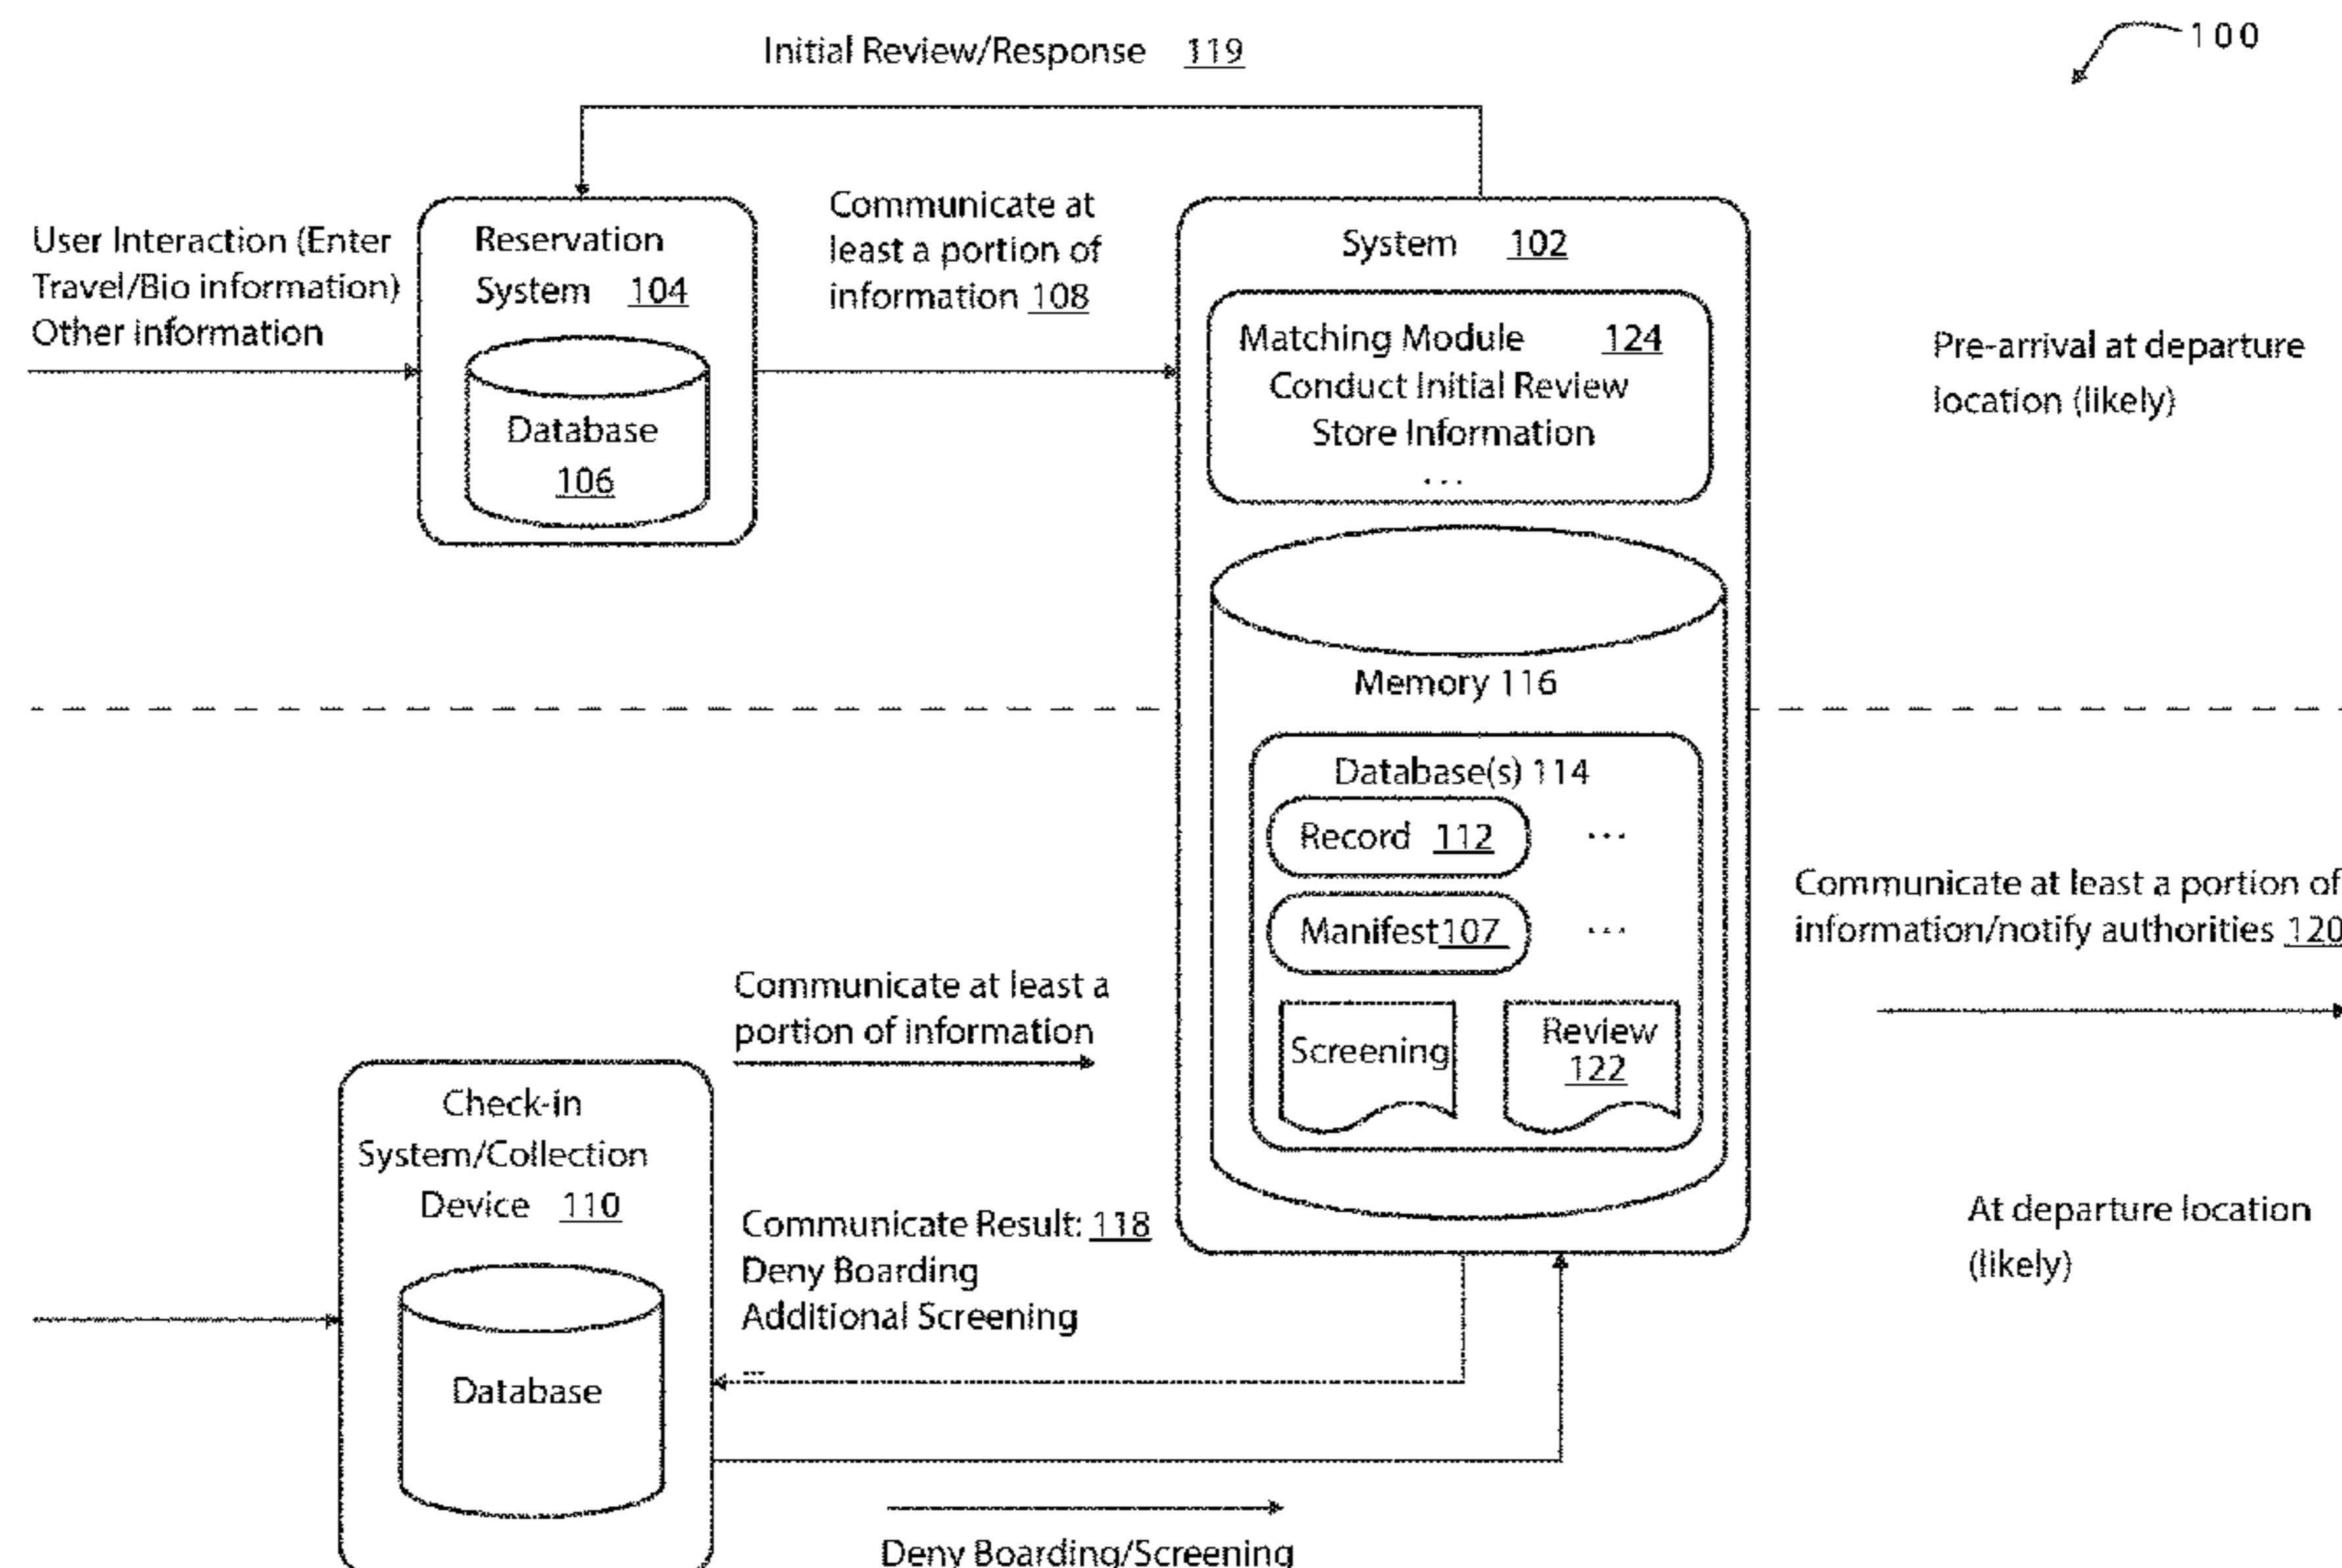 Initial Review/Response 119
100
User Interaction (Enter
Travel/Bio information)
Other information
Reservation
System 104
Database
106
Communicate at
least a portion of
information 108
System 102
Matching Module 124
Conduct Initial Review
Store Information
...
Pre-arrival at departure
location (likely)
Memory 116
Database(s) 114
Record 112 ...
Manifest107 ...
Screening
Review
122
Communicate at least a portion of
information/notify authorities 120
Communicate at least a
portion of information
Check-in
System/Collection
Device 110
Database
Communicate Result: 118
Deny Boarding
Additional Screening
...
At departure location
(likely)
Deny Boarding/Screening